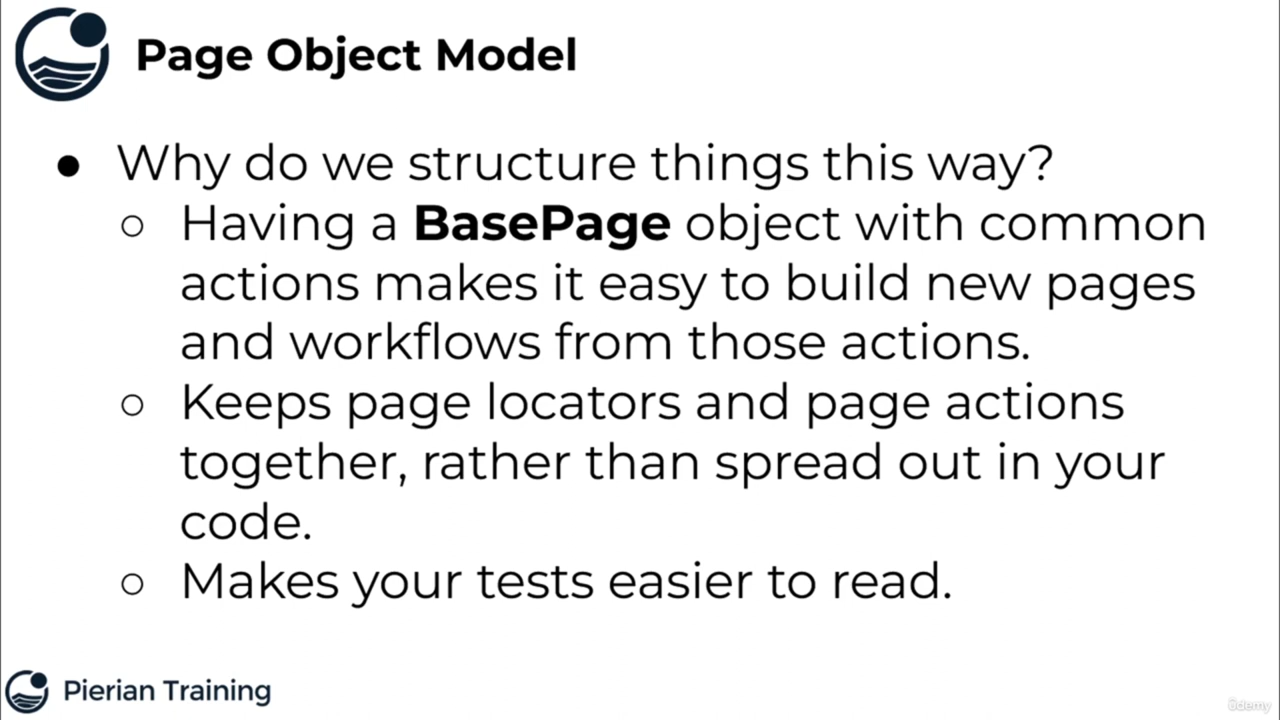 Page Object Model
● Why do we structure things this way?
○ Having a BasePage object with common
actions makes it easy to build new pages
and workflows from those actions.
○ Keeps page locators and page actions
together, rather than spread out in your
code.
○ Makes your tests easier to read.
Pierian Training
ûdemy